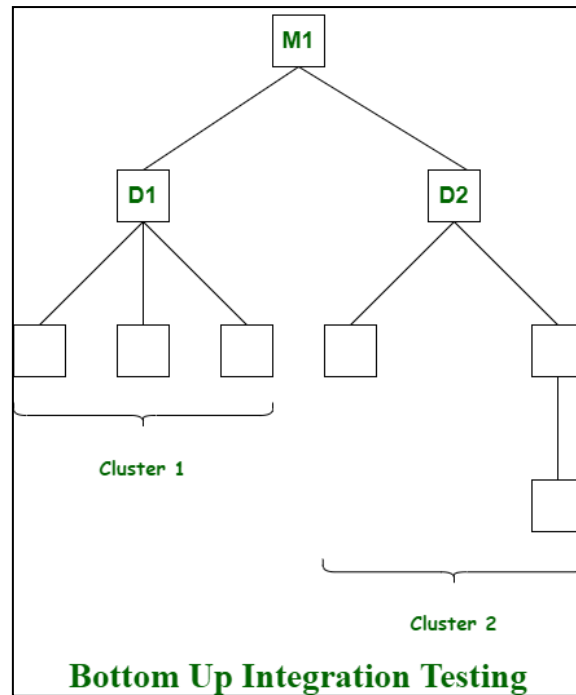 M1
D1
D2
Cluster 1
Cluster 2
Bottom Up Integration Testing